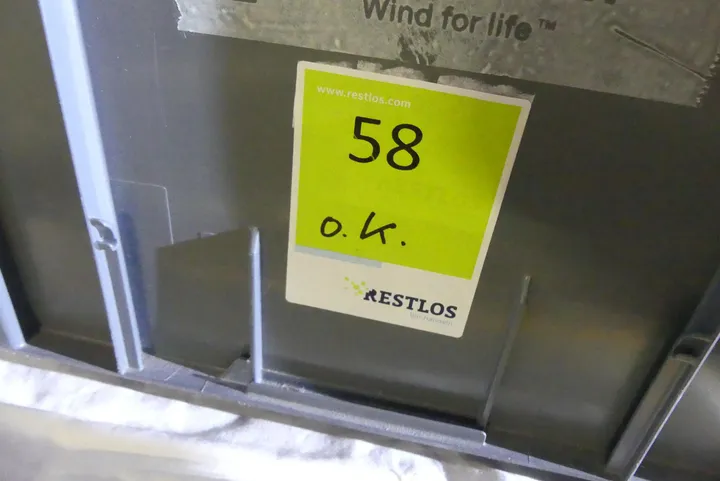 Wind for life™
www.restlos.com
58
o.k.
RESTLOS